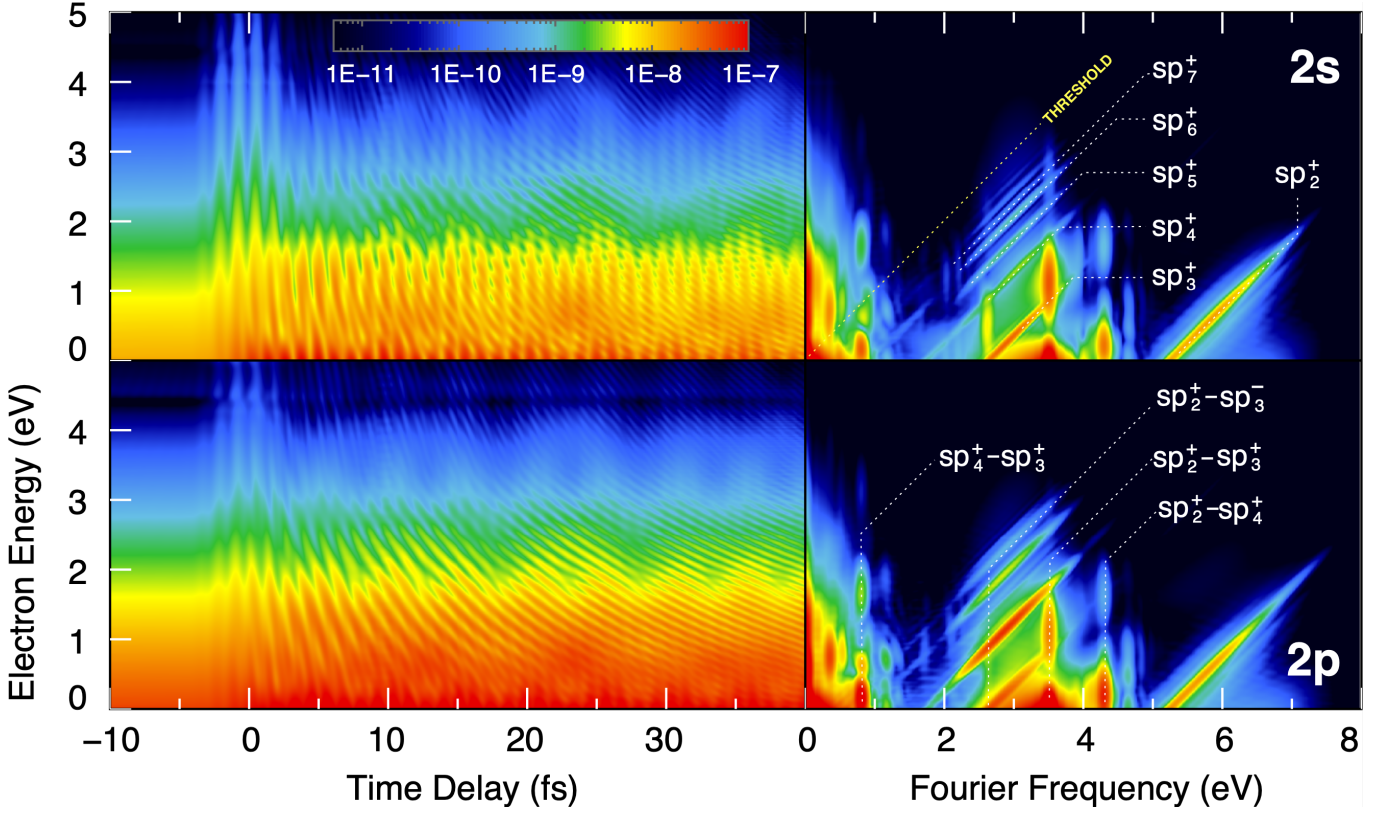 5
4
3
2
1
0
1E−11 1E−10 1E−9 1E−8 1E−7
THRESHOLD
2s
sp₇⁺
sp₆⁺
sp₅⁺
sp₂⁺
sp₄⁺
sp₃⁺
Electron Energy (eV)
4
3
2
1
0
sp₂⁺−sp₃⁻
sp₄⁺−sp₃⁺
sp₂⁺−sp₃⁺
sp₂⁺−sp₄⁺
2p
−10 0 10 20 30
0 2 4 6 8
Time Delay (fs)
Fourier Frequency (eV)